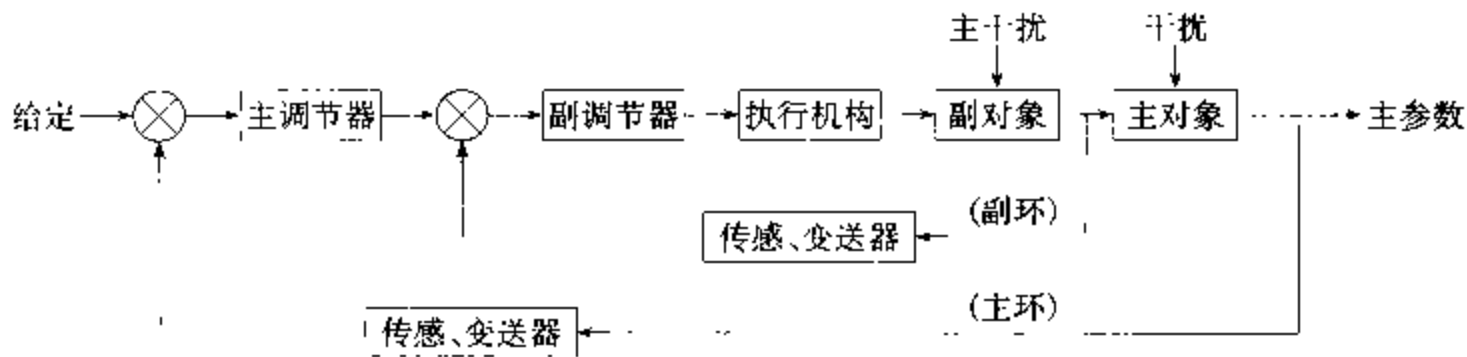 主干扰 干扰
给定 主调节器 副调节器 执行机构 副对象 主对象 主参数
(副环)
传感、变送器
(主环)
传感、变送器